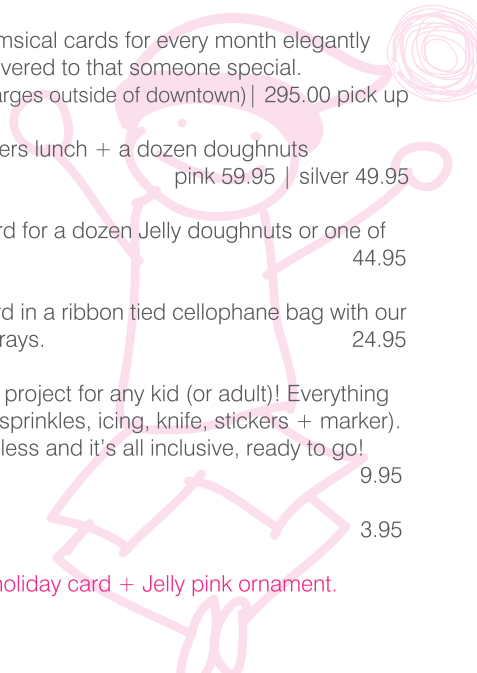 msical cards for every month elegantly
vered to that someone special.
arges outside of downtown) | 295.00 pick up
ers lunch + a dozen doughnuts
pink 59.95 | silver 49.95
rd for a dozen Jelly doughnuts or one of
44.95
rd in a ribbon tied cellophane bag with our
rays. 24.95
project for any kid (or adult)! Everything
sprinkles, icing, knife, stickers + marker).
less and it's all inclusive, ready to go!
9.95
3.95
holiday card + Jelly pink ornament.